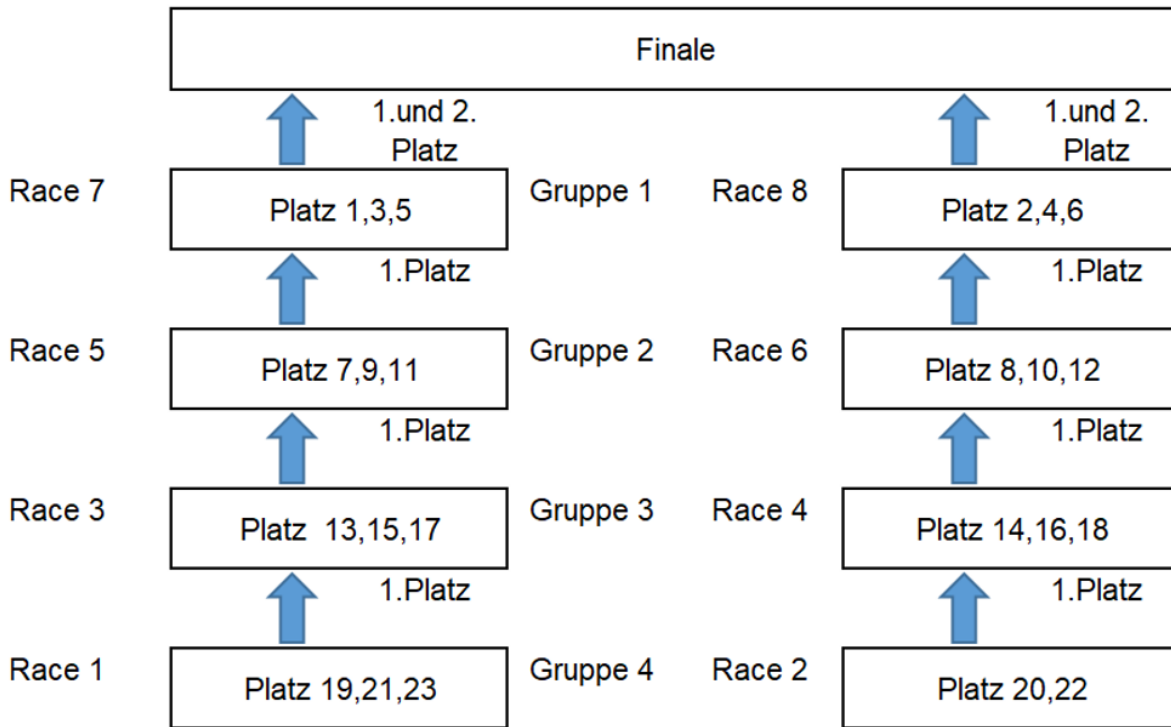 Finale
1.und 2.
Platz
1.und 2.
Platz
Race 7
Platz 1,3,5
Gruppe 1
Race 8
Platz 2,4,6
1.Platz
1.Platz
Race 5
Platz 7,9,11
Gruppe 2
Race 6
Platz 8,10,12
1.Platz
1.Platz
Race 3
Platz 13,15,17
Gruppe 3
Race 4
Platz 14,16,18
1.Platz
1.Platz
Race 1
Platz 19,21,23
Gruppe 4
Race 2
Platz 20,22